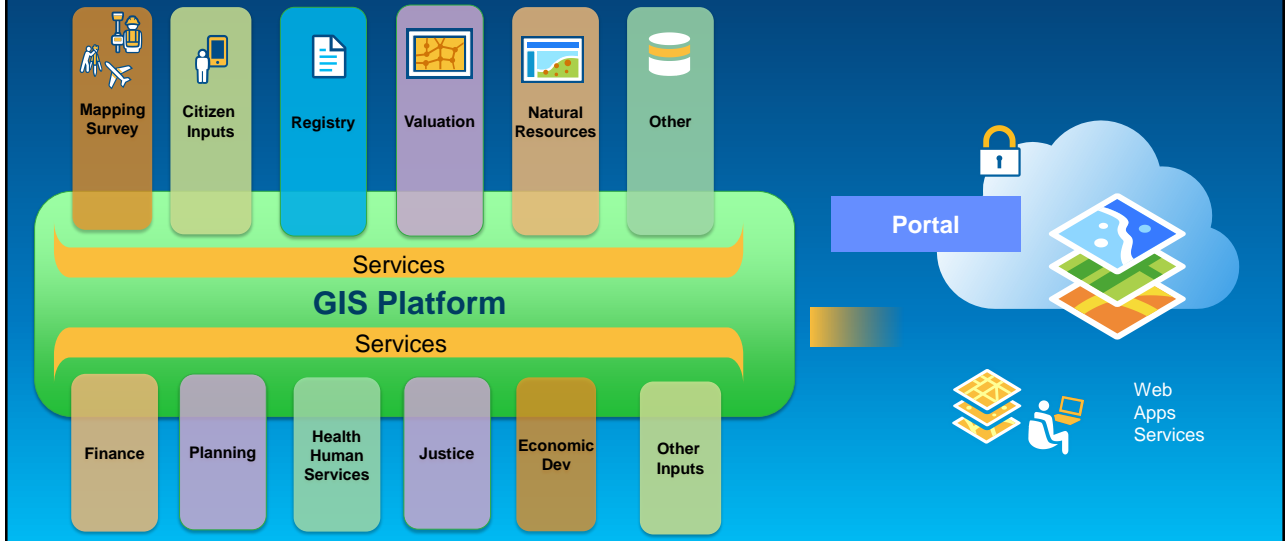 Mapping
Survey
Citizen
Inputs
Registry
Valuation
Natural
Resources
Other
Portal
Services
GIS Platform
Services
Finance
Planning
Health
Human
Services
Justice
Economic
Dev
Other
Inputs
Web
Apps
Services